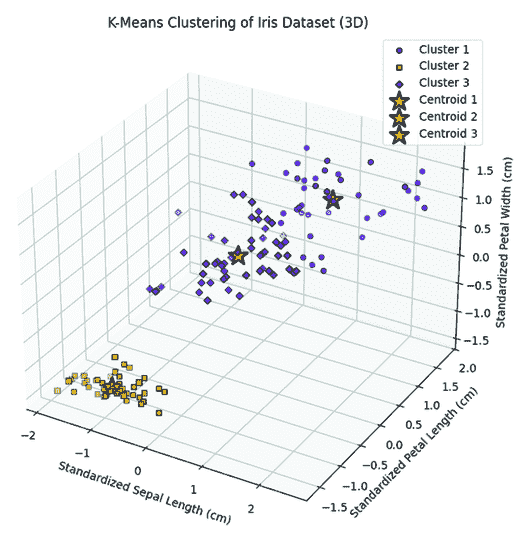 K-Means Clustering of Iris Dataset (3D)
Cluster 1
Cluster 2
Cluster 3
Centroid 1
Centroid 2
Centroid 3
1.5
1.0
0.5
0.0
−0.5
−1.0
−1.5
Standardized Petal Width (cm)
2.0
1.5
1.0
0.5
0.0
−0.5
−1.0
−1.5
Standardized Petal Length (cm)
−2
−1
0
1
2
Standardized Sepal Length (cm)